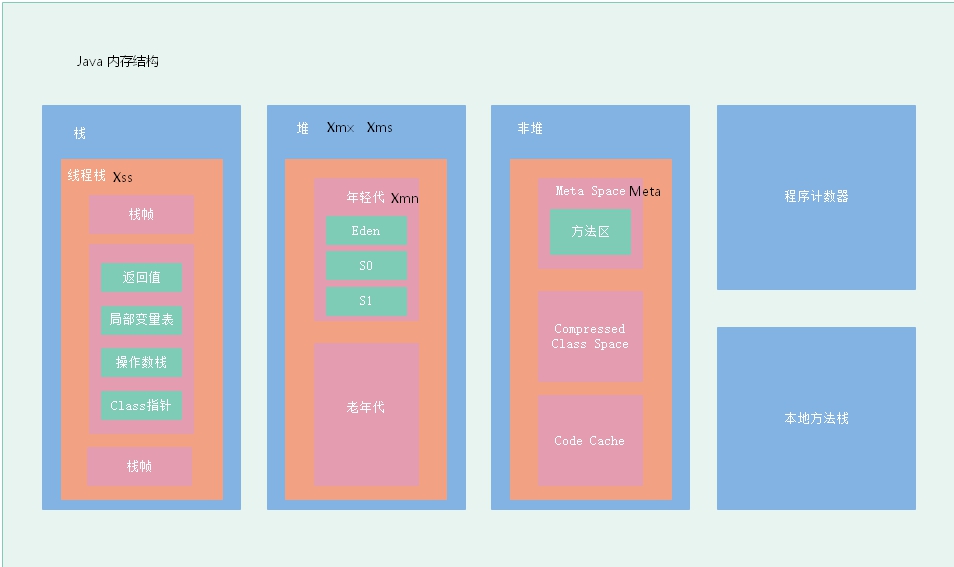 Java 内存结构
栈
线程栈 Xss
栈帧
返回值
局部变量表
操作数栈
Class指针
栈帧
堆 Xmx Xms
年轻代 Xmn
Eden
S0
S1
老年代
非堆
Meta Space Meta
方法区
Compressed
Class Space
Code Cache
程序计数器
本地方法栈